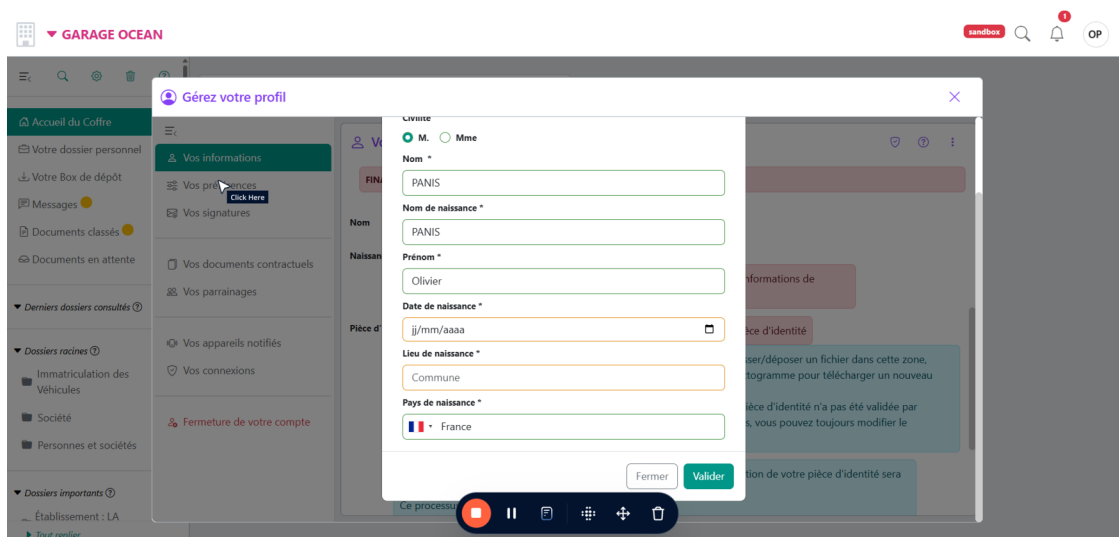 GARAGE OCEAN
sandbox
1
OP
Gérez votre profil
Accueil du Coffre
Votre dossier personnel
Votre Box de dépôt
Messages
Documents classés
Documents en attente
Derniers dossiers consultés
Dossiers racines
Immatriculation des
Véhicules
Société
Personnes et sociétés
Dossiers importants
Établissement : LA
Tout replier
Vos informations
Vos
Click Here
Vos signatures
Vos documents contractuels
Vos parrainages
Vos appareils notifiés
Vos connexions
Fermeture de votre compte
Nom
Civilité
M.
Mme
Nom *
PANIS
Nom de naissance *
PANIS
Prénom *
Olivier
Date de naissance *
jj/mm/aaaa
Lieu de naissance *
Commune
Pays de naissance *
France
Fermer
Valider
informations de
pièce d'identité
sser/déposer un fichier dans cette zone,
ctogramme pour télécharger un nouveau
ièce d'identité n'a pas été validée par
s, vous pouvez toujours modifier le
tion de votre pièce d'identité sera
Ce processu